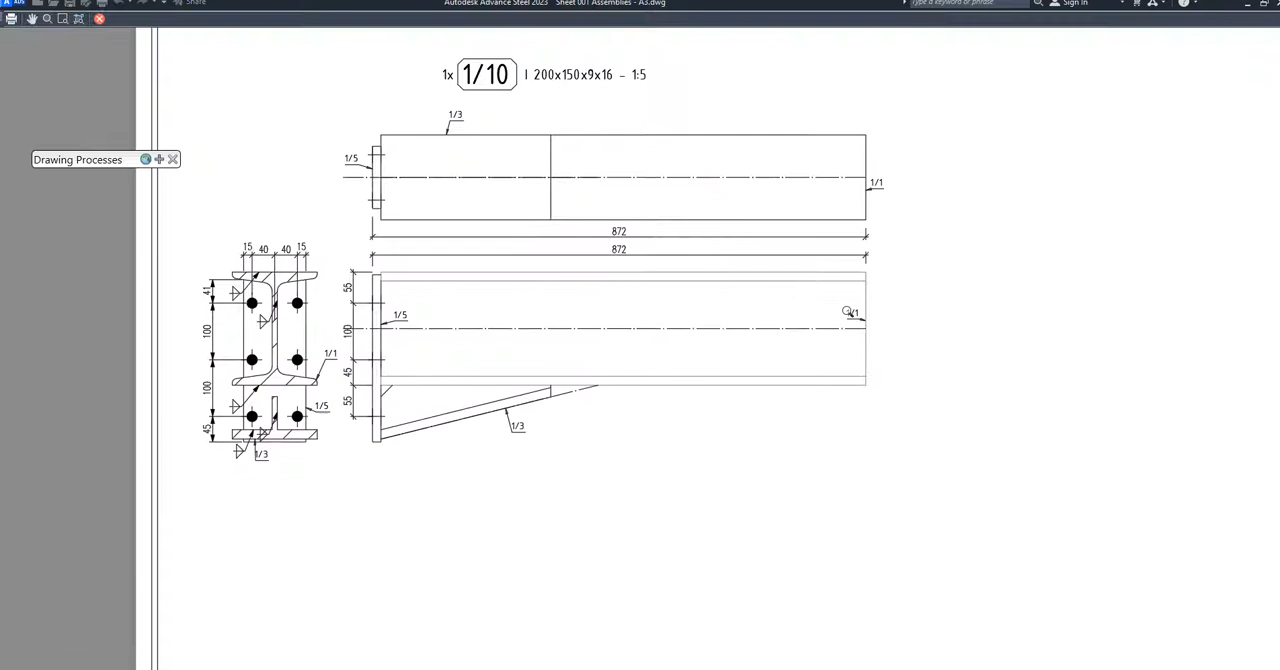 Share
Autodesk Advance Steel 2023 Sheet 001 Assemblies - A3.dwg
Type a keyword or phrase
Sign In
1x 1/10 I 200x150x9x16 - 1:5
Drawing Processes
1/3
1/5
1/1
872
872
15 40 40 15
41
100
100
45
1/1
1/5
1/3
55
100
45
55
1/5
1/1
1/3